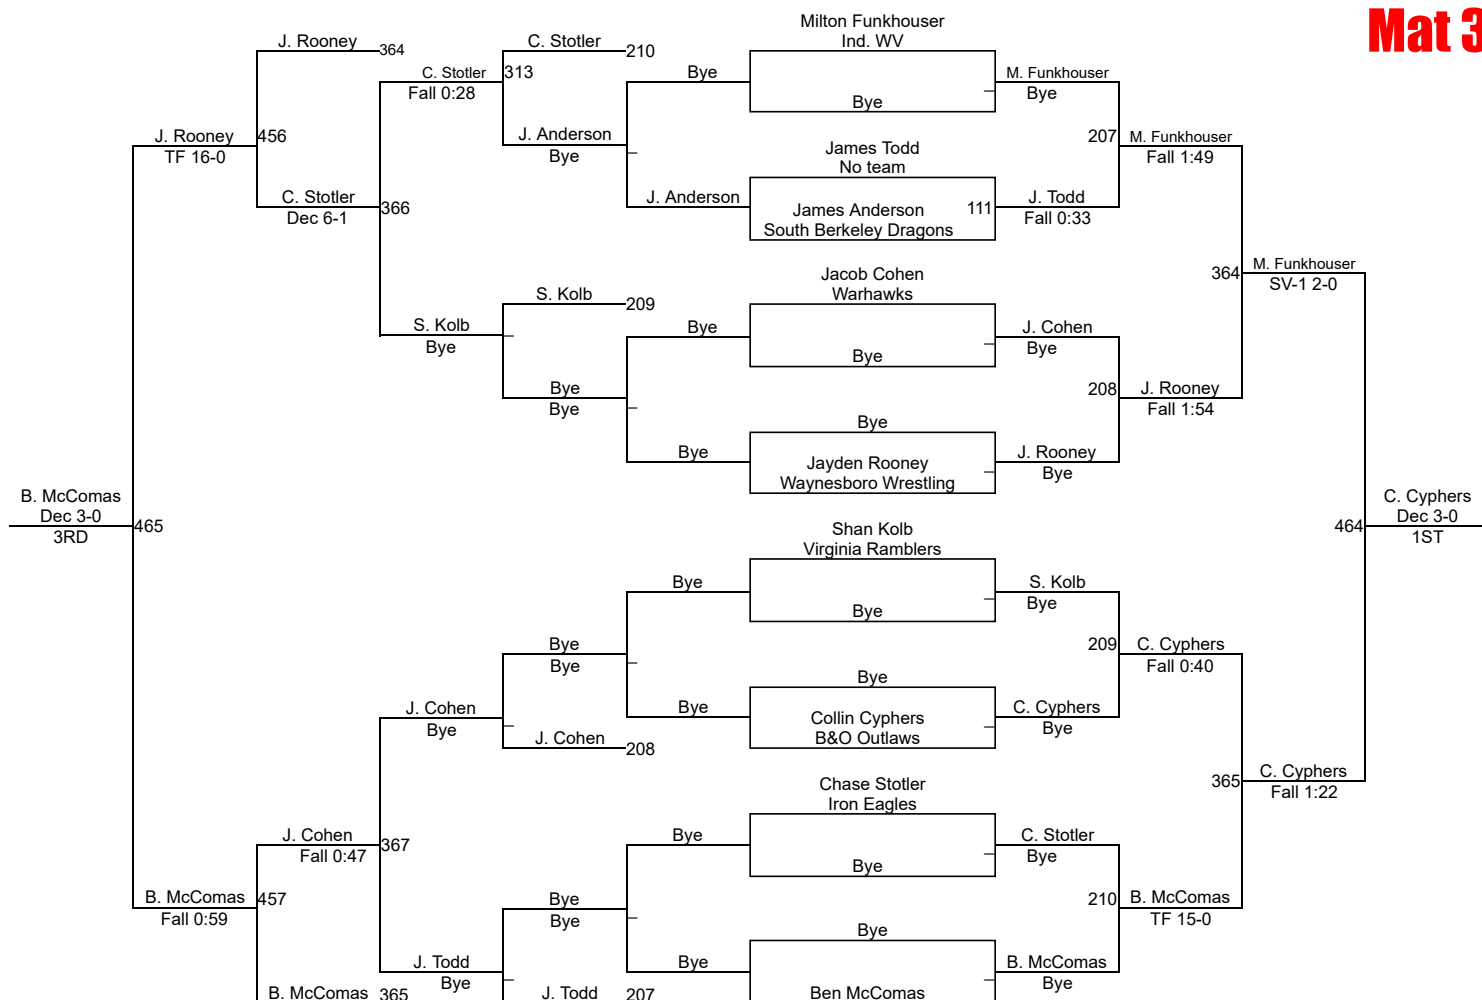 Mat 3
Milton Funkhouser
Ind. WV
J. Rooney
364
C. Stotler
210
C. Stotler
313
Bye
M. Funkhouser
Fall 0:28
Bye
Bye
J. Rooney
456
J. Anderson
207
M. Funkhouser
TF 16-0
Bye
James Todd
No team
Fall 1:49
C. Stotler
366
J. Anderson
J. Todd
Dec 6-1
James Anderson
111
Fall 0:33
South Berkeley Dragons
Jacob Cohen
Warhawks
364
M. Funkhouser
SV-1 2-0
S. Kolb
209
S. Kolb
Bye
J. Cohen
Bye
Bye
Bye
Bye
208
J. Rooney
Bye
Fall 1:54
Bye
Bye
J. Rooney
Jayden Rooney
Bye
Waynesboro Wrestling
B. McComas
C. Cyphers
Dec 3-0
465
464
Dec 3-0
3RD
1ST
Shan Kolb
Virginia Ramblers
Bye
S. Kolb
Bye
Bye
Bye
209
C. Cyphers
Bye
Fall 0:40
Bye
J. Cohen
Bye
C. Cyphers
Bye
Collin Cyphers
Bye
J. Cohen
208
B&O Outlaws
Chase Stotler
365
C. Cyphers
Iron Eagles
Fall 1:22
J. Cohen
367
Bye
C. Stotler
Fall 0:47
Bye
Bye
B. McComas
457
Bye
210
B. McComas
Fall 0:59
Bye
TF 15-0
Bye
J. Todd
Bye
B. McComas
Bye
Bye
B. McComas
365
J. Todd
207
Ben McComas